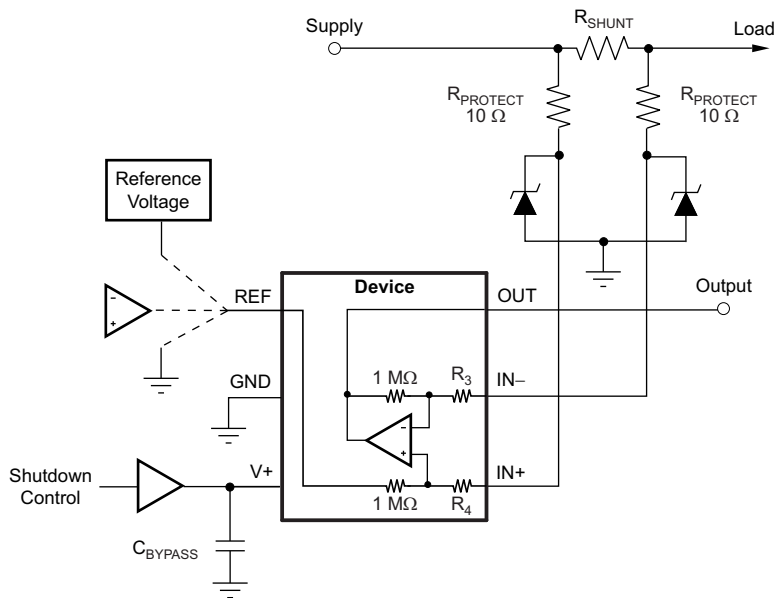 Supply
R_SHUNT
Load
R_PROTECT
10 Ω
R_PROTECT
10 Ω
Reference
Voltage
Device
REF
OUT
Output
−
+
GND
1 MΩ
R_3
IN−
−
+
Shutdown
Control
V+
1 MΩ
R_4
IN+
C_BYPASS